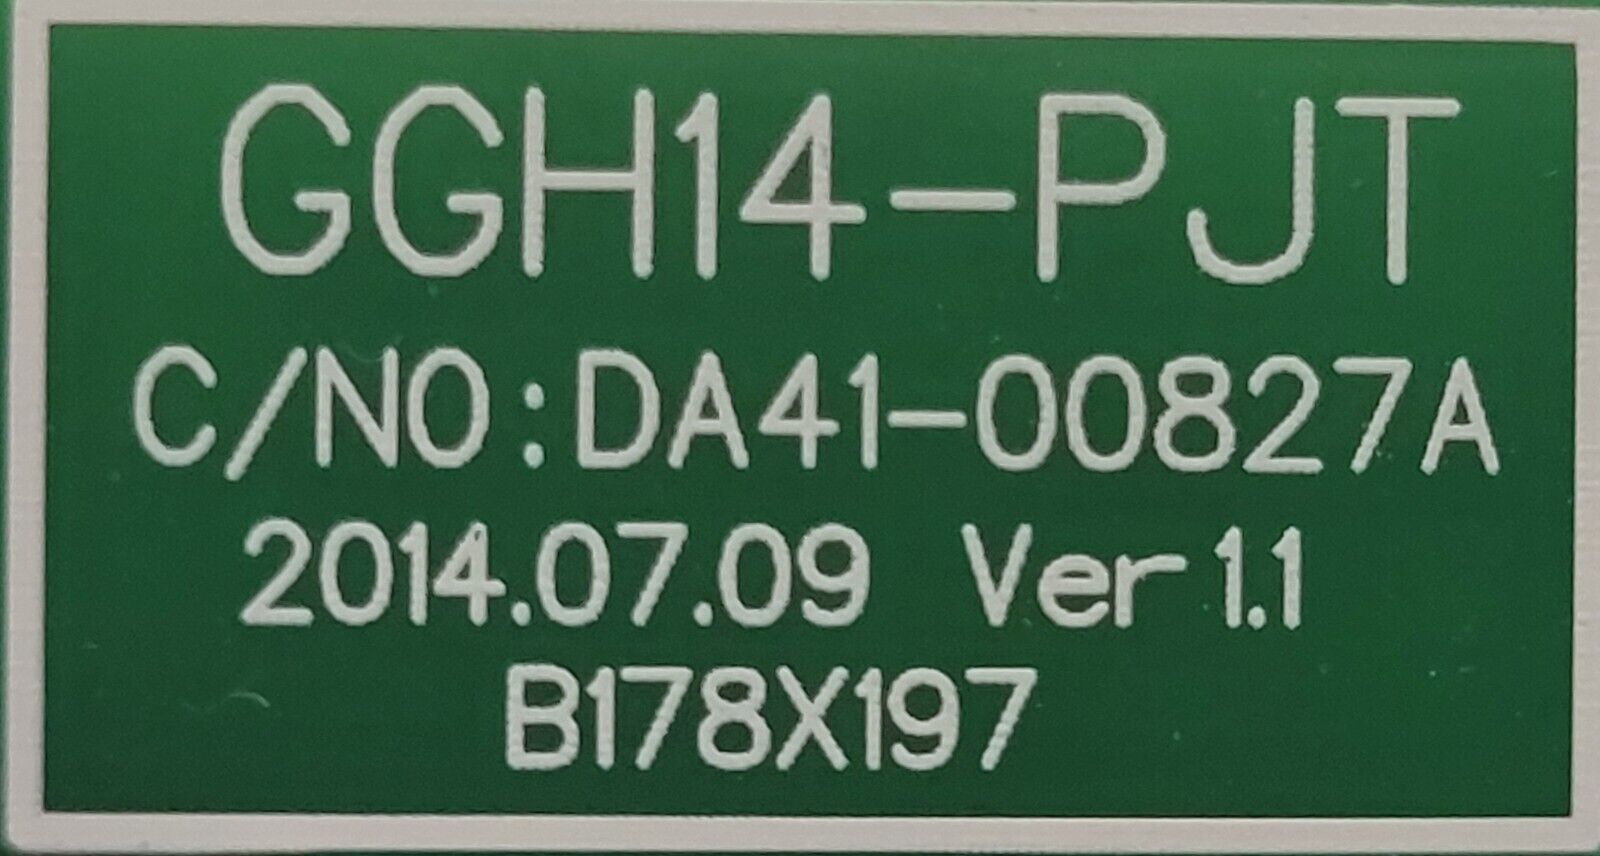 GGH14-PJT
C/NO:DA41-00827A
2014.07.09 Ver 1.1
B178X197